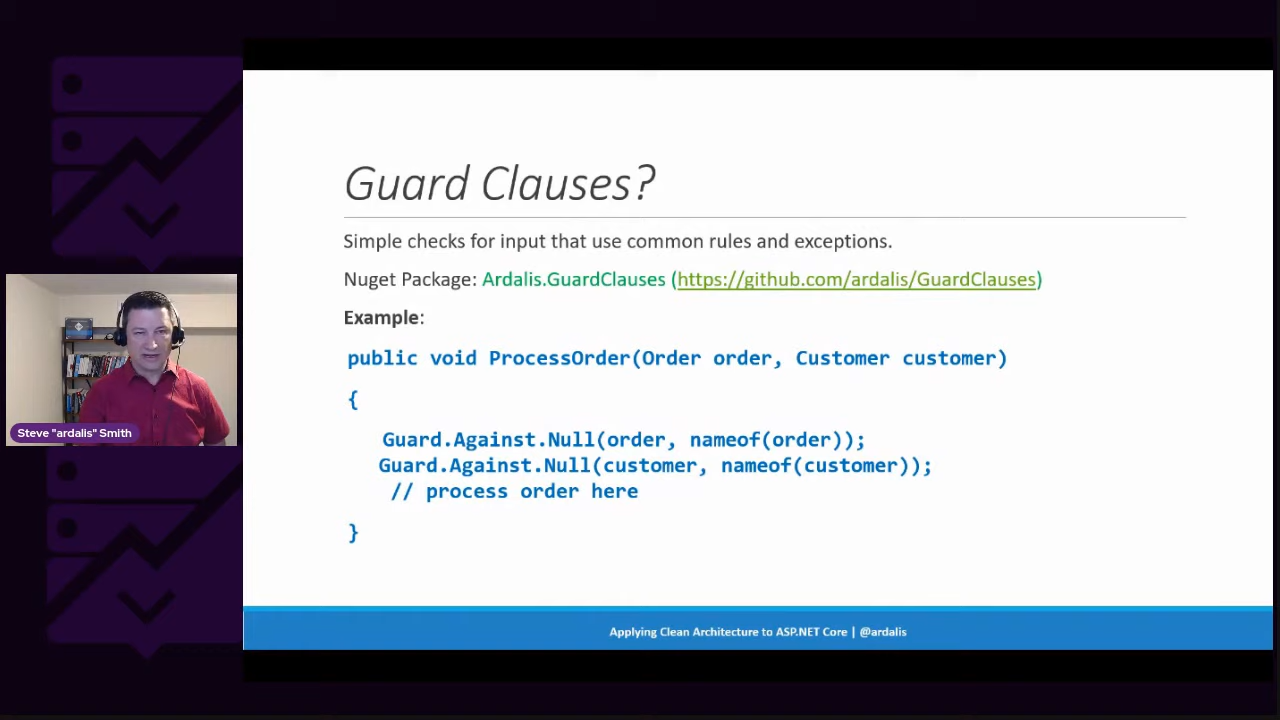 Guard Clauses?
Simple checks for input that use common rules and exceptions.
Nuget Package: Ardalis.GuardClauses (https://github.com/ardalis/GuardClauses)
Example:
public void ProcessOrder(Order order, Customer customer)
{
Guard.Against.Null(order, nameof(order));
Guard.Against.Null(customer, nameof(customer));
// process order here
}
Steve "ardalis" Smith
Applying Clean Architecture to ASP.NET Core | @ardalis